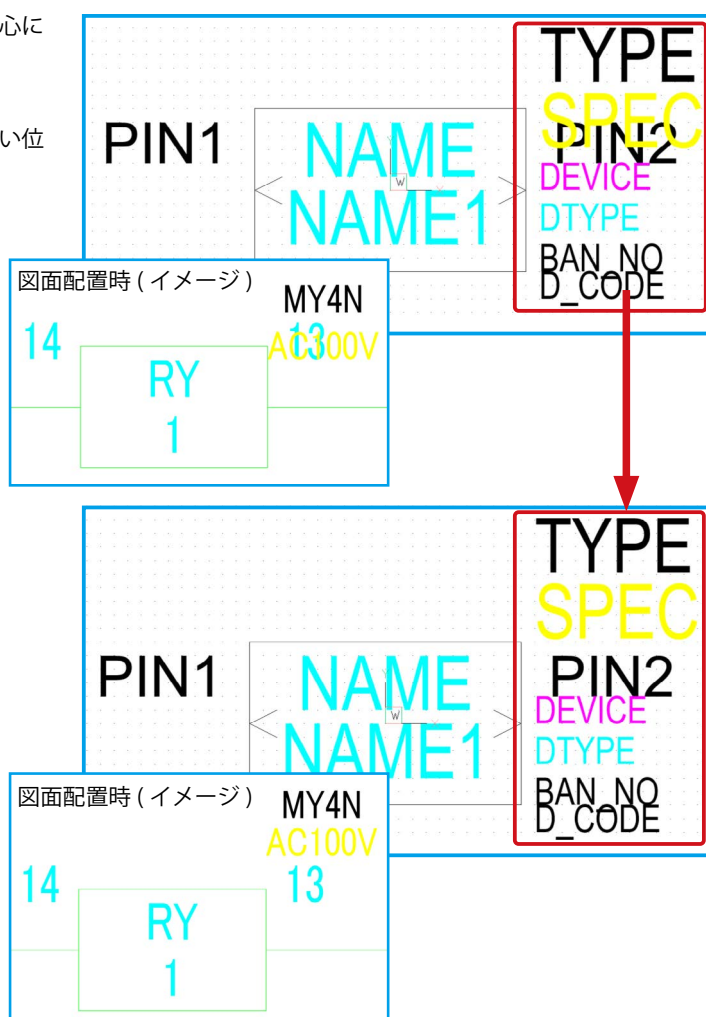 心に
い位
TYPE
SPEC
PIN1
NAME
PIN2
DEVICE
NAME1
DTYPE
BAN_NO
D_CODE
W
図面配置時 ( イメージ )
MY4N
14
13
AC100V
RY
1
TYPE
SPEC
PIN1
NAME
PIN2
DEVICE
NAME1
DTYPE
BAN_NO
D_CODE
W
図面配置時 ( イメージ )
MY4N
AC100V
14
13
RY
1